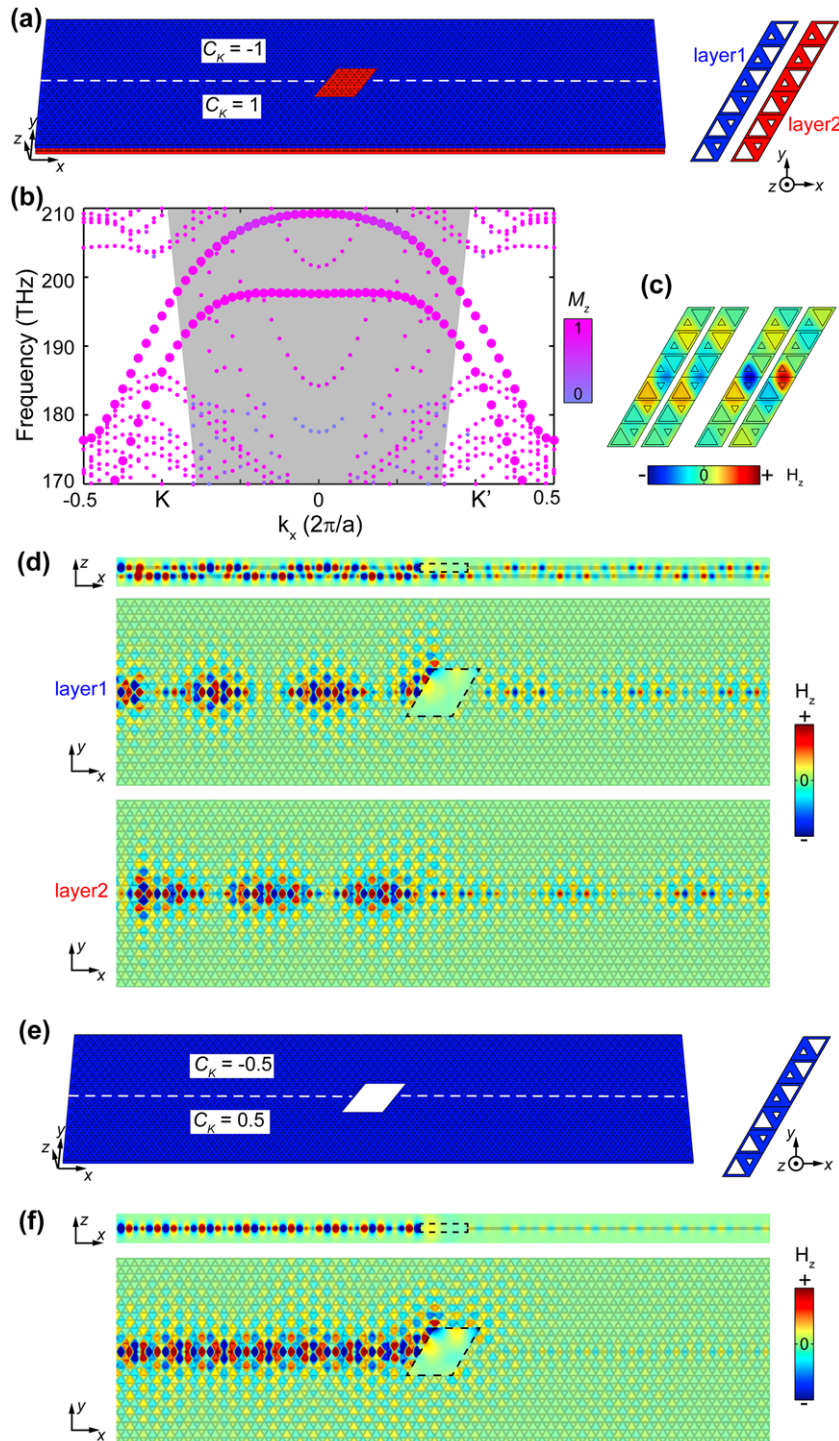 (a)
C_K = -1
C_K = 1
y
z
x
layer1
layer2
y
z
x
(b)
210
200
190
180
170
Frequency (THz)
-0.5
K
0
K’
0.5
k_x (2π/a)
M_z
1
0
(c)
- 0 + H_z
(d)
z
x
layer1
y
x
layer2
y
x
H_z
+
0
-
(e)
C_K = -0.5
C_K = 0.5
y
z
x
y
z
x
(f)
z
x
y
x
H_z
+
0
-